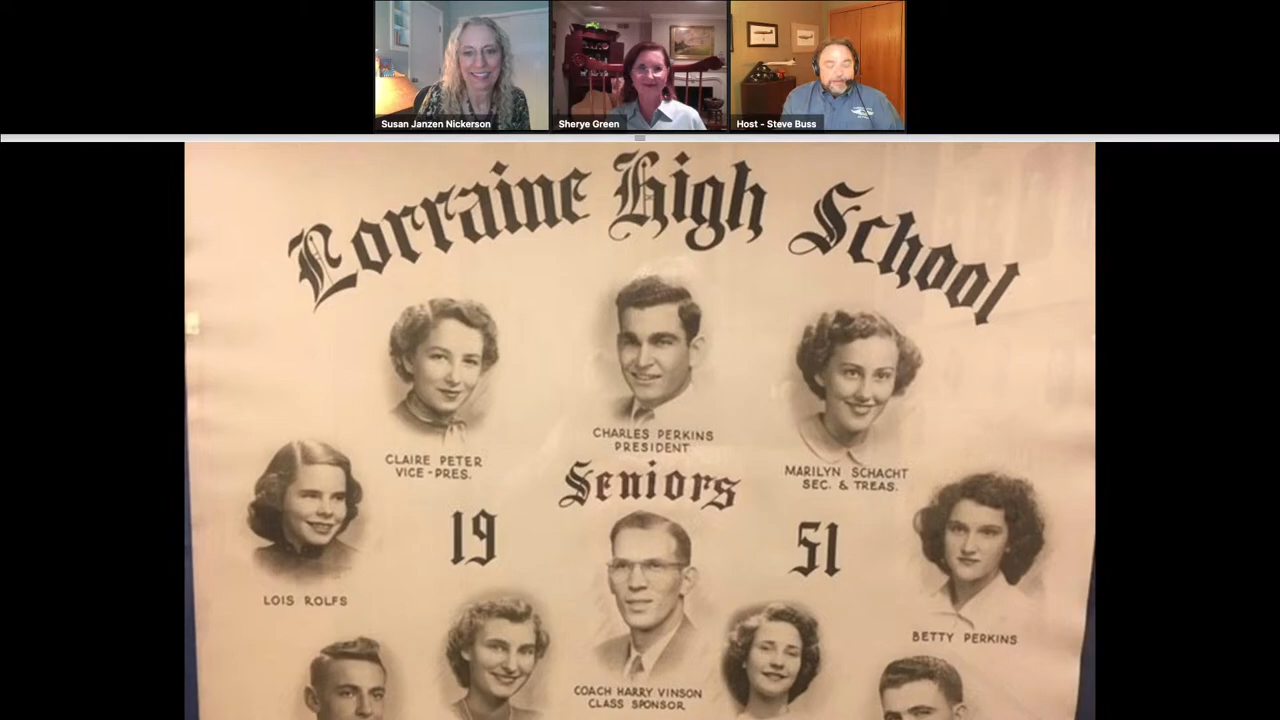 Susan Janzen Nickerson
Sherye Green
Host - Steve Buss
Lorraine High School
CHARLES PERKINS
PRESIDENT
CLAIRE PETER
VICE-PRES.
MARILYN SCHACHT
SEC. & TREAS.
Seniors
19 51
LOIS ROLFS
BETTY PERKINS
COACH HARRY VINSON
CLASS SPONSOR